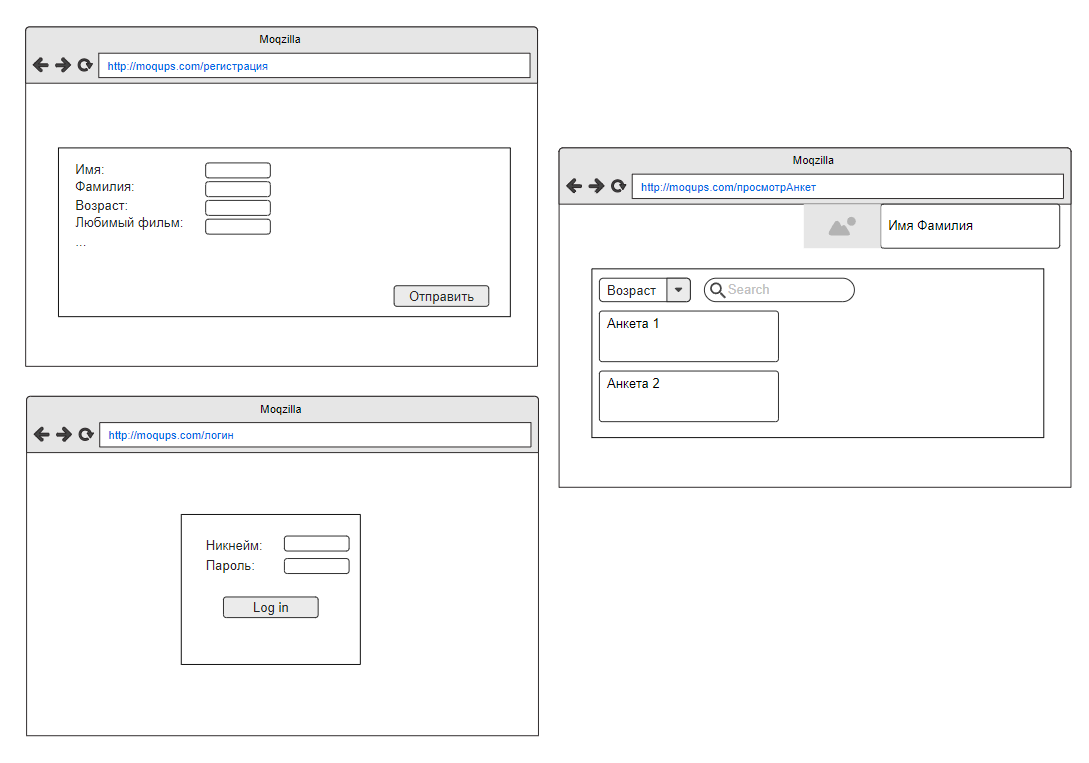 Moqzilla
http://moqups.com/регистрация
Имя:
Фамилия:
Возраст:
Любимый фильм:
...
Отправить
Moqzilla
http://moqups.com/логин
Никнейм:
Пароль:
Log in
Moqzilla
http://moqups.com/просмотрАнкет
Имя Фамилия
Возраст
Search
Анкета 1
Анкета 2